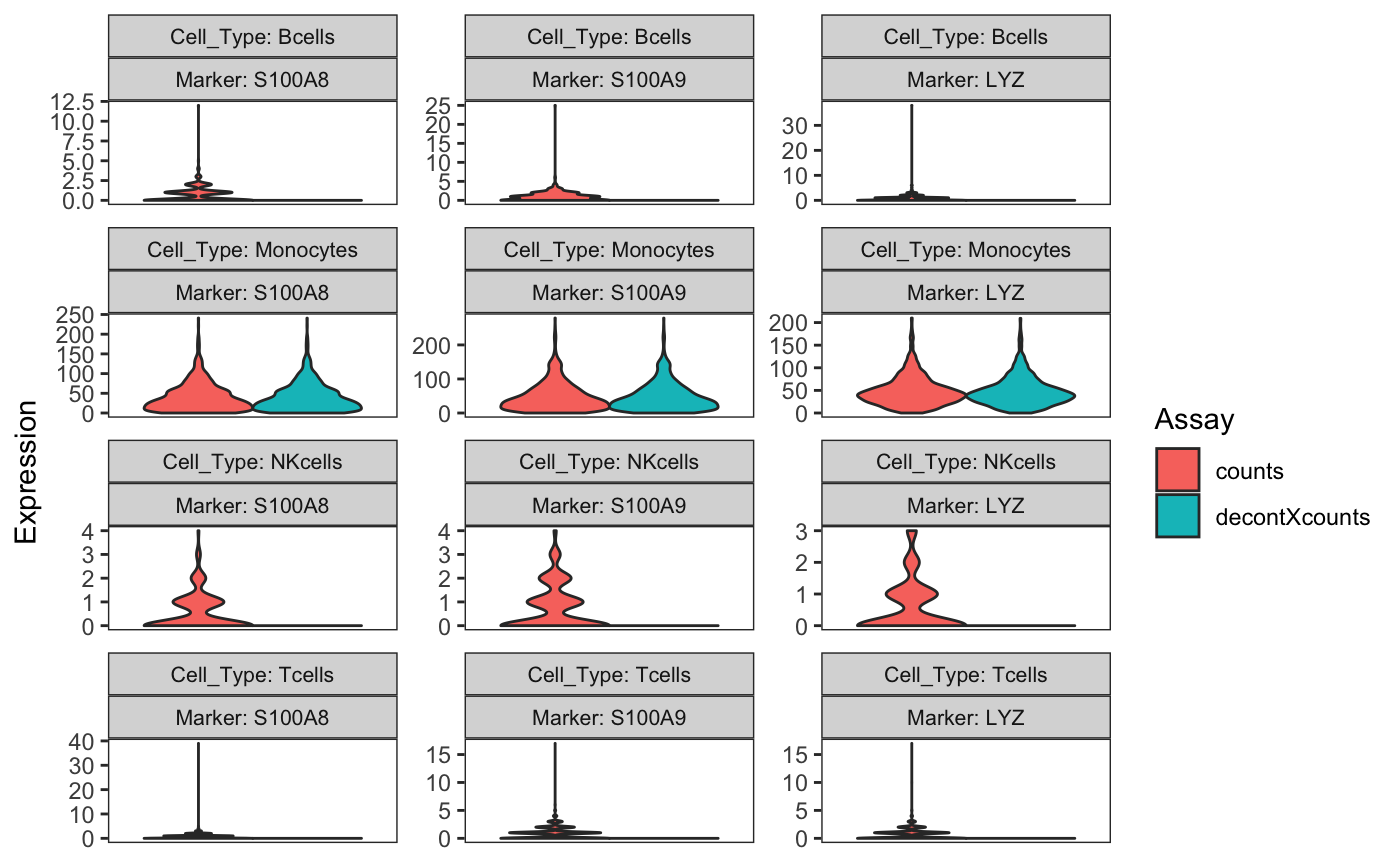 Cell_Type: Bcells
Cell_Type: Bcells
Cell_Type: Bcells
Marker: S100A8
Marker: S100A9
Marker: LYZ
12.5
10.0
7.5
5.0
2.5
0.0
25
20
15
10
5
0
30
20
10
0
Cell_Type: Monocytes
Cell_Type: Monocytes
Cell_Type: Monocytes
Marker: S100A8
Marker: S100A9
Marker: LYZ
250
200
150
100
50
0
200
100
0
200
150
100
50
0
Cell_Type: NKcells
Cell_Type: NKcells
Cell_Type: NKcells
Marker: S100A8
Marker: S100A9
Marker: LYZ
4
3
2
1
0
4
3
2
1
0
3
2
1
0
Cell_Type: Tcells
Cell_Type: Tcells
Cell_Type: Tcells
Marker: S100A8
Marker: S100A9
Marker: LYZ
40
30
20
10
0
15
10
5
0
15
10
5
0
Expression
Assay
counts
decontXcounts